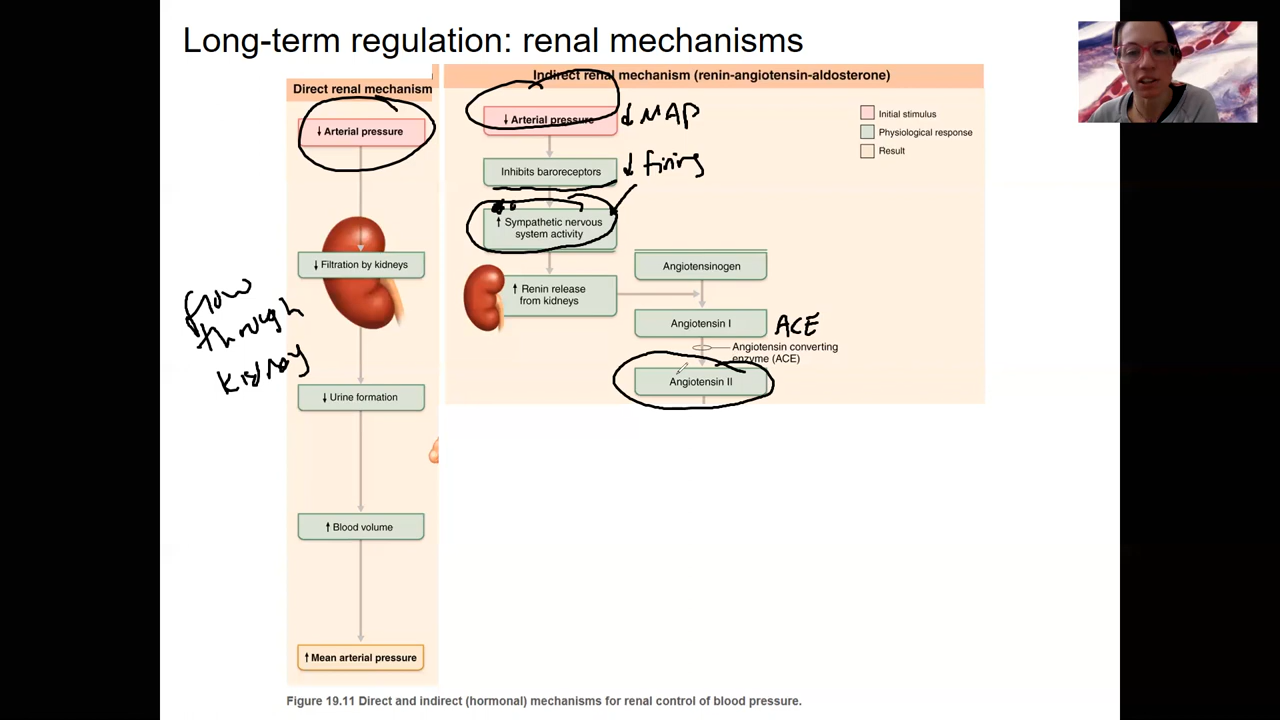 Long-term regulation: renal mechanisms
Direct renal mechanism
↓ Arterial pressure
↓ Filtration by kidneys
flow
through
kidney
↓ Urine formation
↑ Blood volume
↑ Mean arterial pressure
Indirect renal mechanism (renin-angiotensin-aldosterone)
↓ Arterial pressure
↓ MAP
Inhibits baroreceptors
↓ firing
↑ Sympathetic nervous
system activity
↑ Renin release
from kidneys
Angiotensinogen
Angiotensin I
ACE
Angiotensin converting
enzyme (ACE)
Angiotensin II
Initial stimulus
Physiological response
Result
Figure 19.11 Direct and indirect (hormonal) mechanisms for renal control of blood pressure.